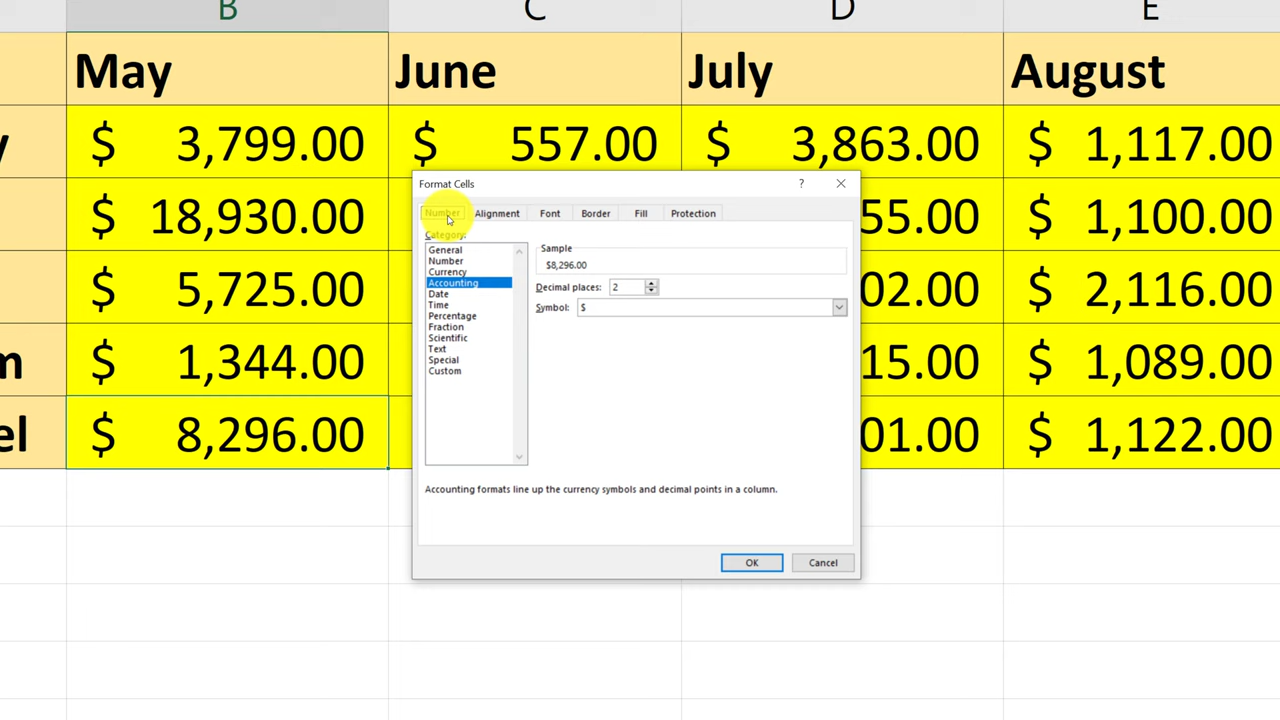 B C D E
May June July August
y $ 3,799.00 $ 557.00 $ 3,863.00 $ 1,117.00
$ 18,930.00 55.00 $ 1,100.00
$ 5,725.00 02.00 $ 2,116.00
m $ 1,344.00 15.00 $ 1,089.00
el $ 8,296.00 01.00 $ 1,122.00
Format Cells ?
Number Alignment Font Border Fill Protection
Category:
General
Number
Currency
Accounting
Date
Time
Percentage
Fraction
Scientific
Text
Special
Custom
Sample
$8,296.00
Decimal places: 2
Symbol: $
Accounting formats line up the currency symbols and decimal points in a column.
OK Cancel